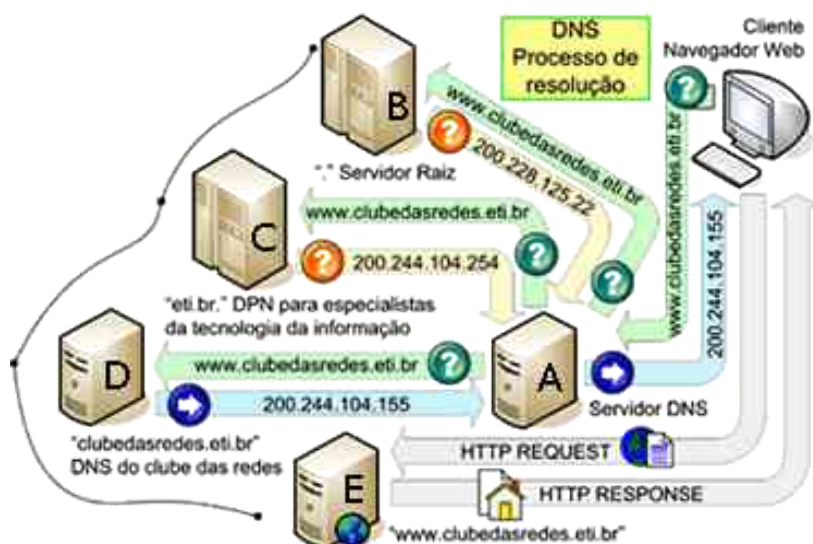 DNS
Processo de
resolução
Cliente
Navegador Web
B
www.clubedasredes.eti.br
200.228.125.22
"." Servidor Raiz
www.clubedasredes.eti.br
200.244.104.155
C
www.clubedasredes.eti.br
200.244.104.254
"eti.br." DPN para especialistas
da tecnologia da informação
D
www.clubedasredes.eti.br
200.244.104.155
A
Servidor DNS
"clubedasredes.eti.br"
DNS do clube das redes
HTTP REQUEST
E
HTTP RESPONSE
"www.clubedasredes.eti.br"